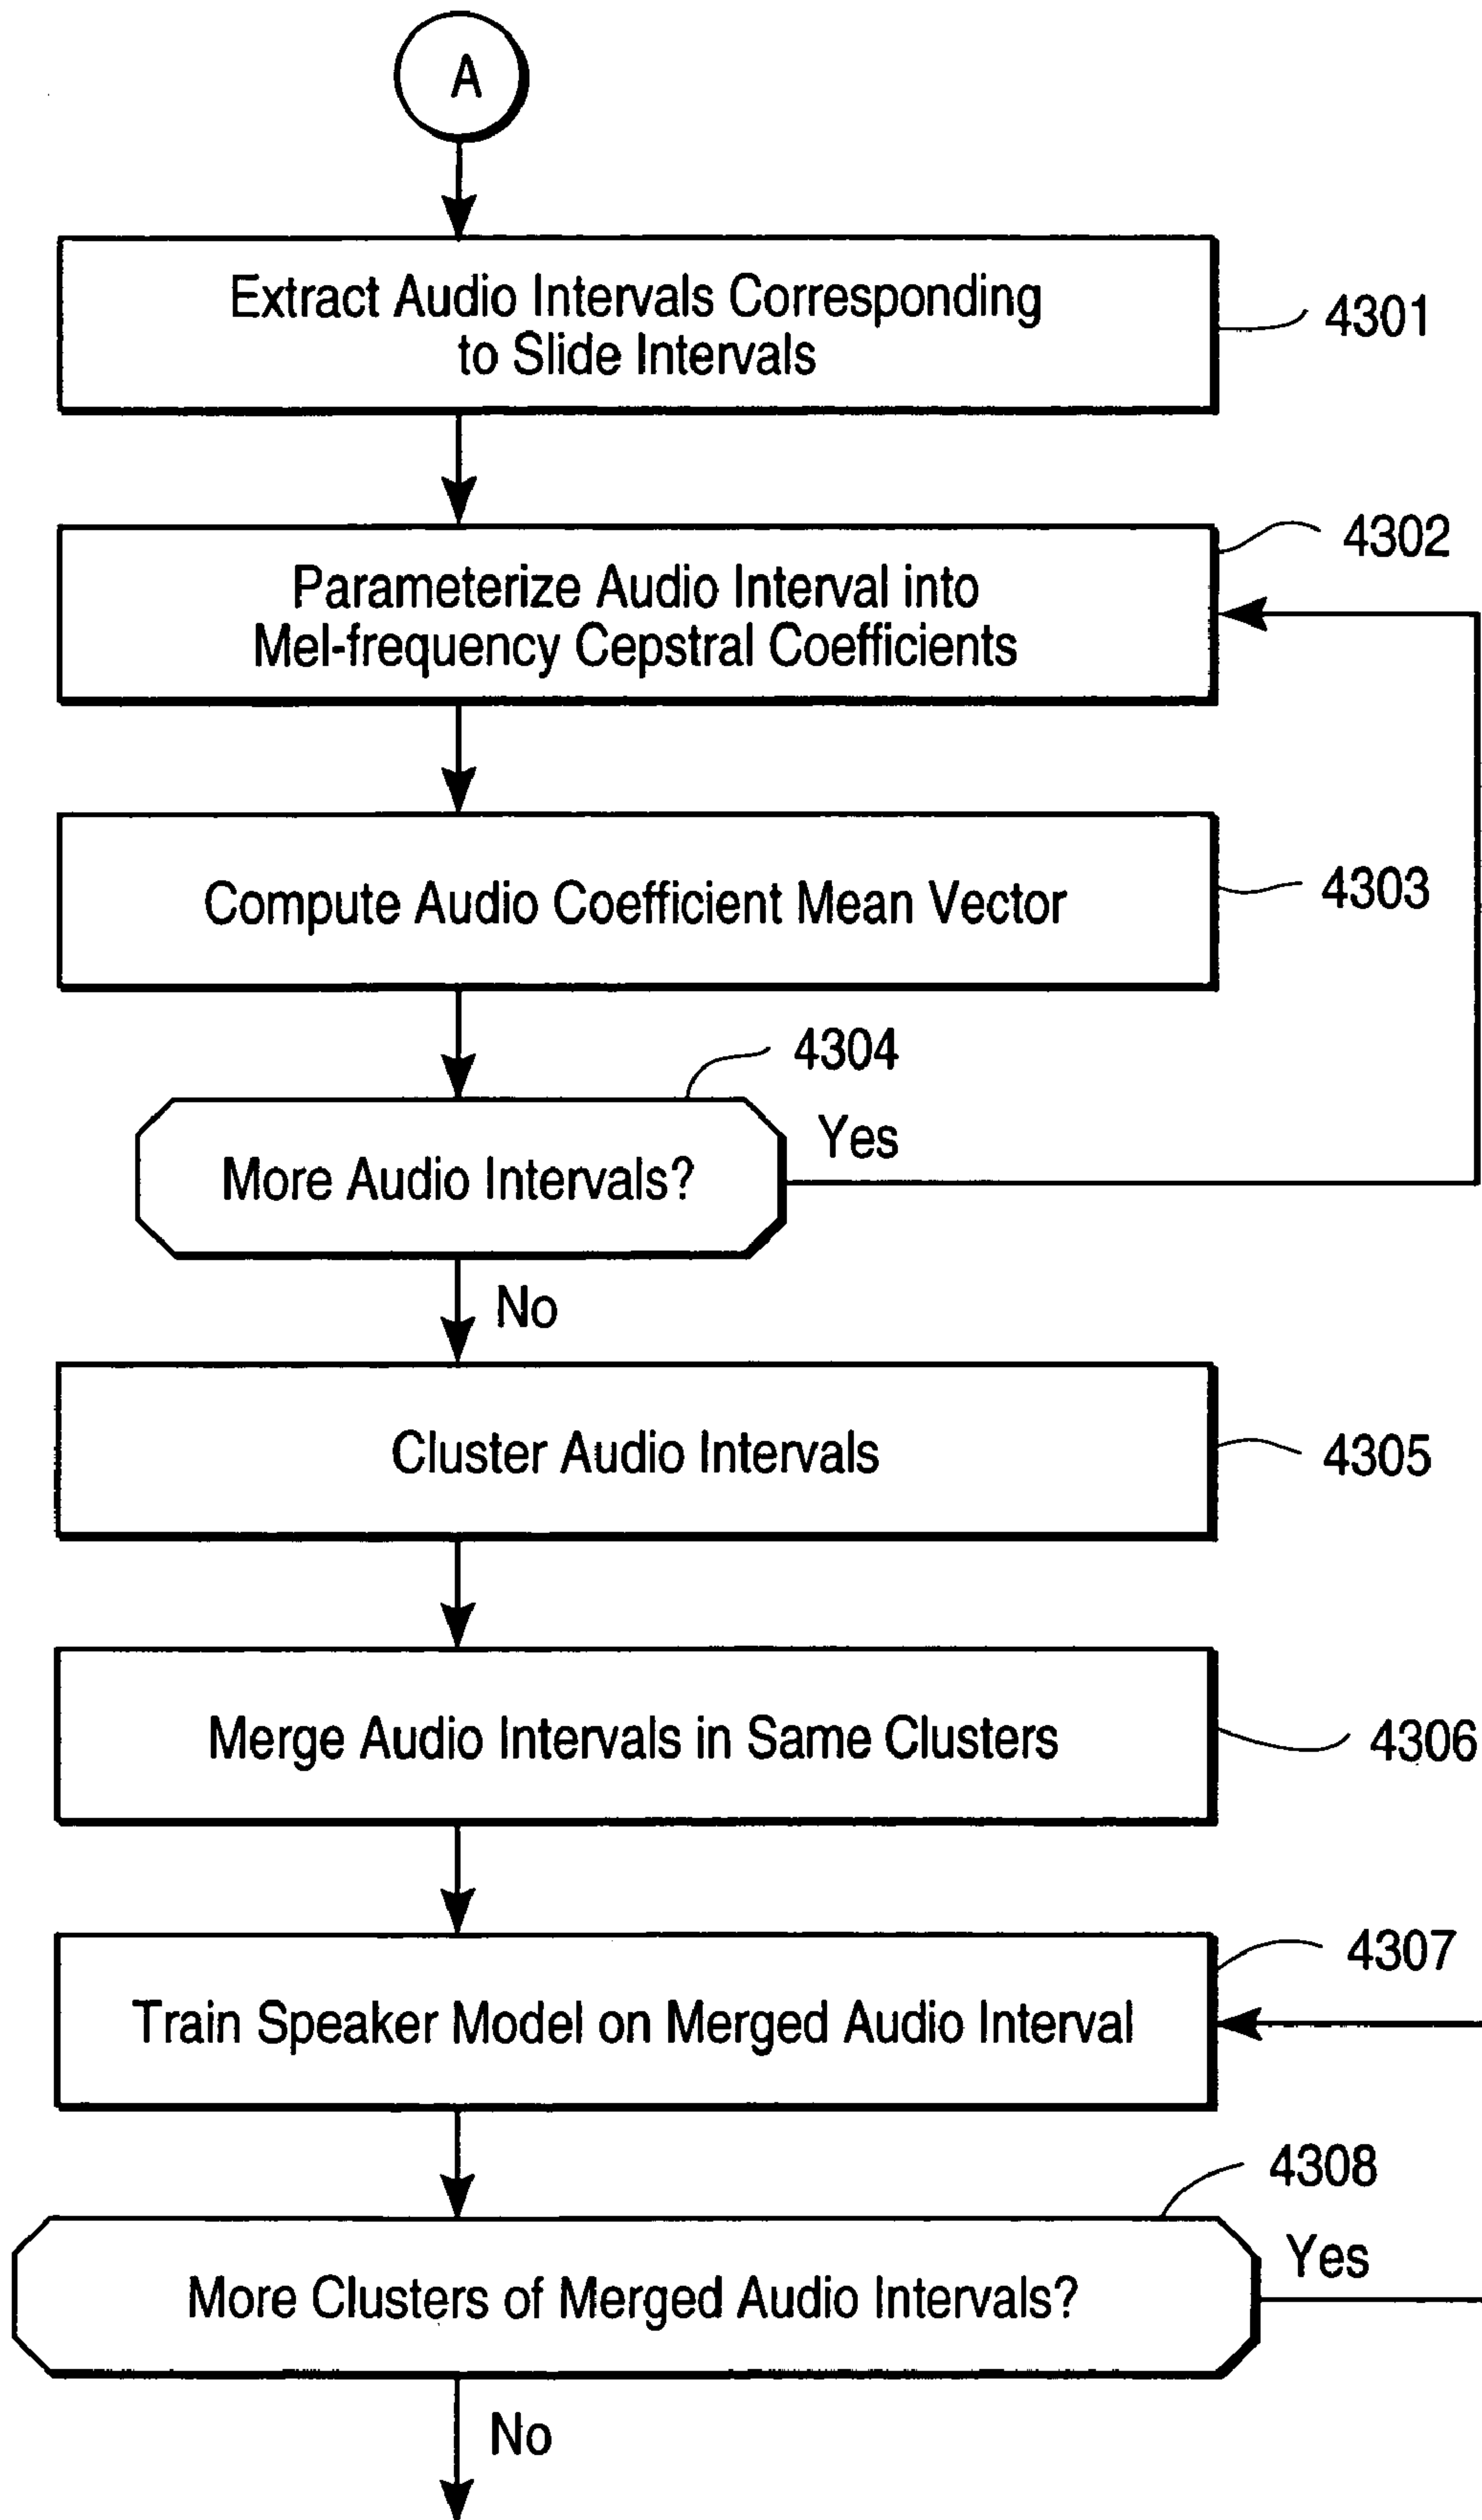 A
Extract Audio Intervals Corresponding
to Slide Intervals
4301
Parameterize Audio Interval into
Mel-frequency Cepstral Coefficients
4302
Compute Audio Coefficient Mean Vector
4303
4304
More Audio Intervals?
Yes
No
Cluster Audio Intervals
4305
Merge Audio Intervals in Same Clusters
4306
Train Speaker Model on Merged Audio Interval
4307
4308
More Clusters of Merged Audio Intervals?
Yes
No